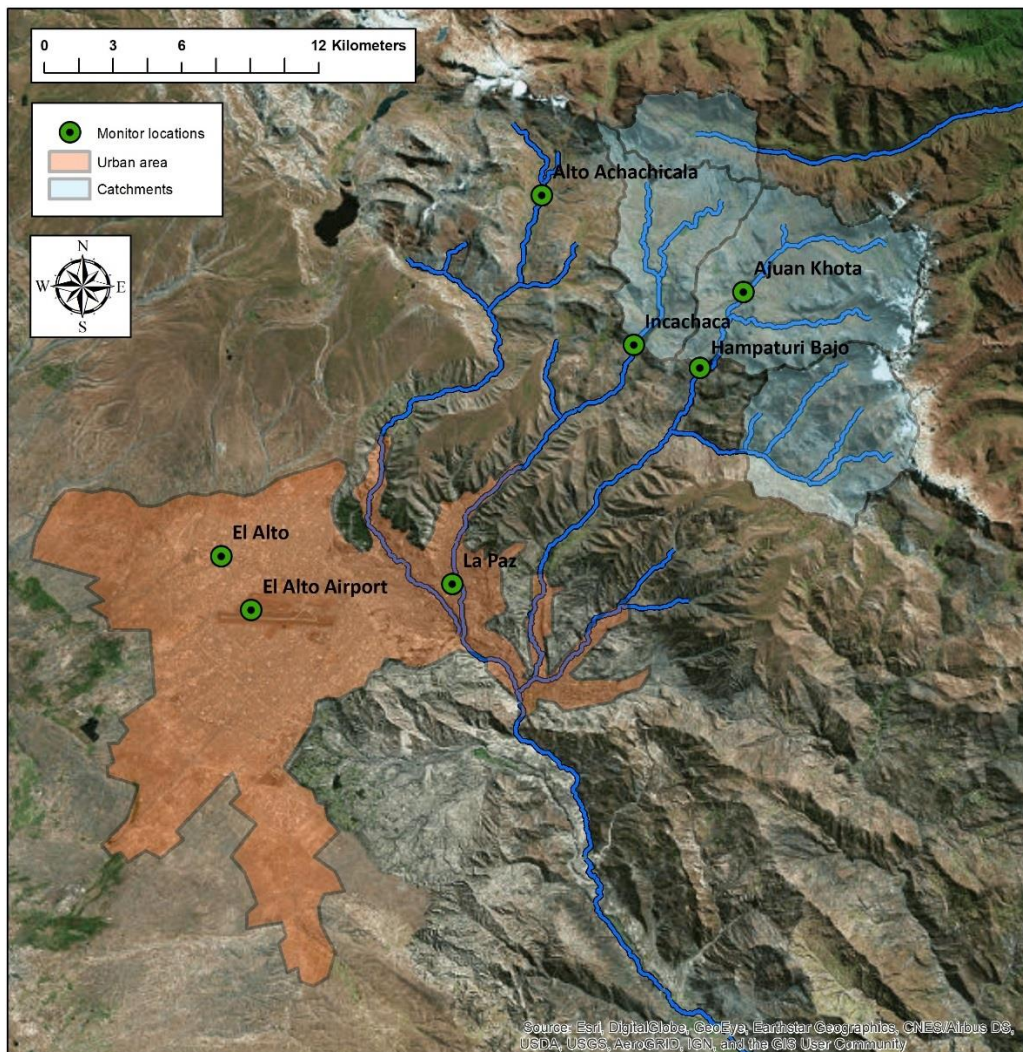 0 3 6 12 Kilometers
Monitor locations
Urban area
Catchments
N
W E
S
Alto Achachicala
Ajuan Khota
Incachaca
Hampaturi Bajo
El Alto
La Paz
El Alto Airport
Source: Esri, DigitalGlobe, GeoEye, Earthstar Geographics, CNES/Airbus DS,
USDA, USGS, AeroGRID, IGN, and the GIS User Community